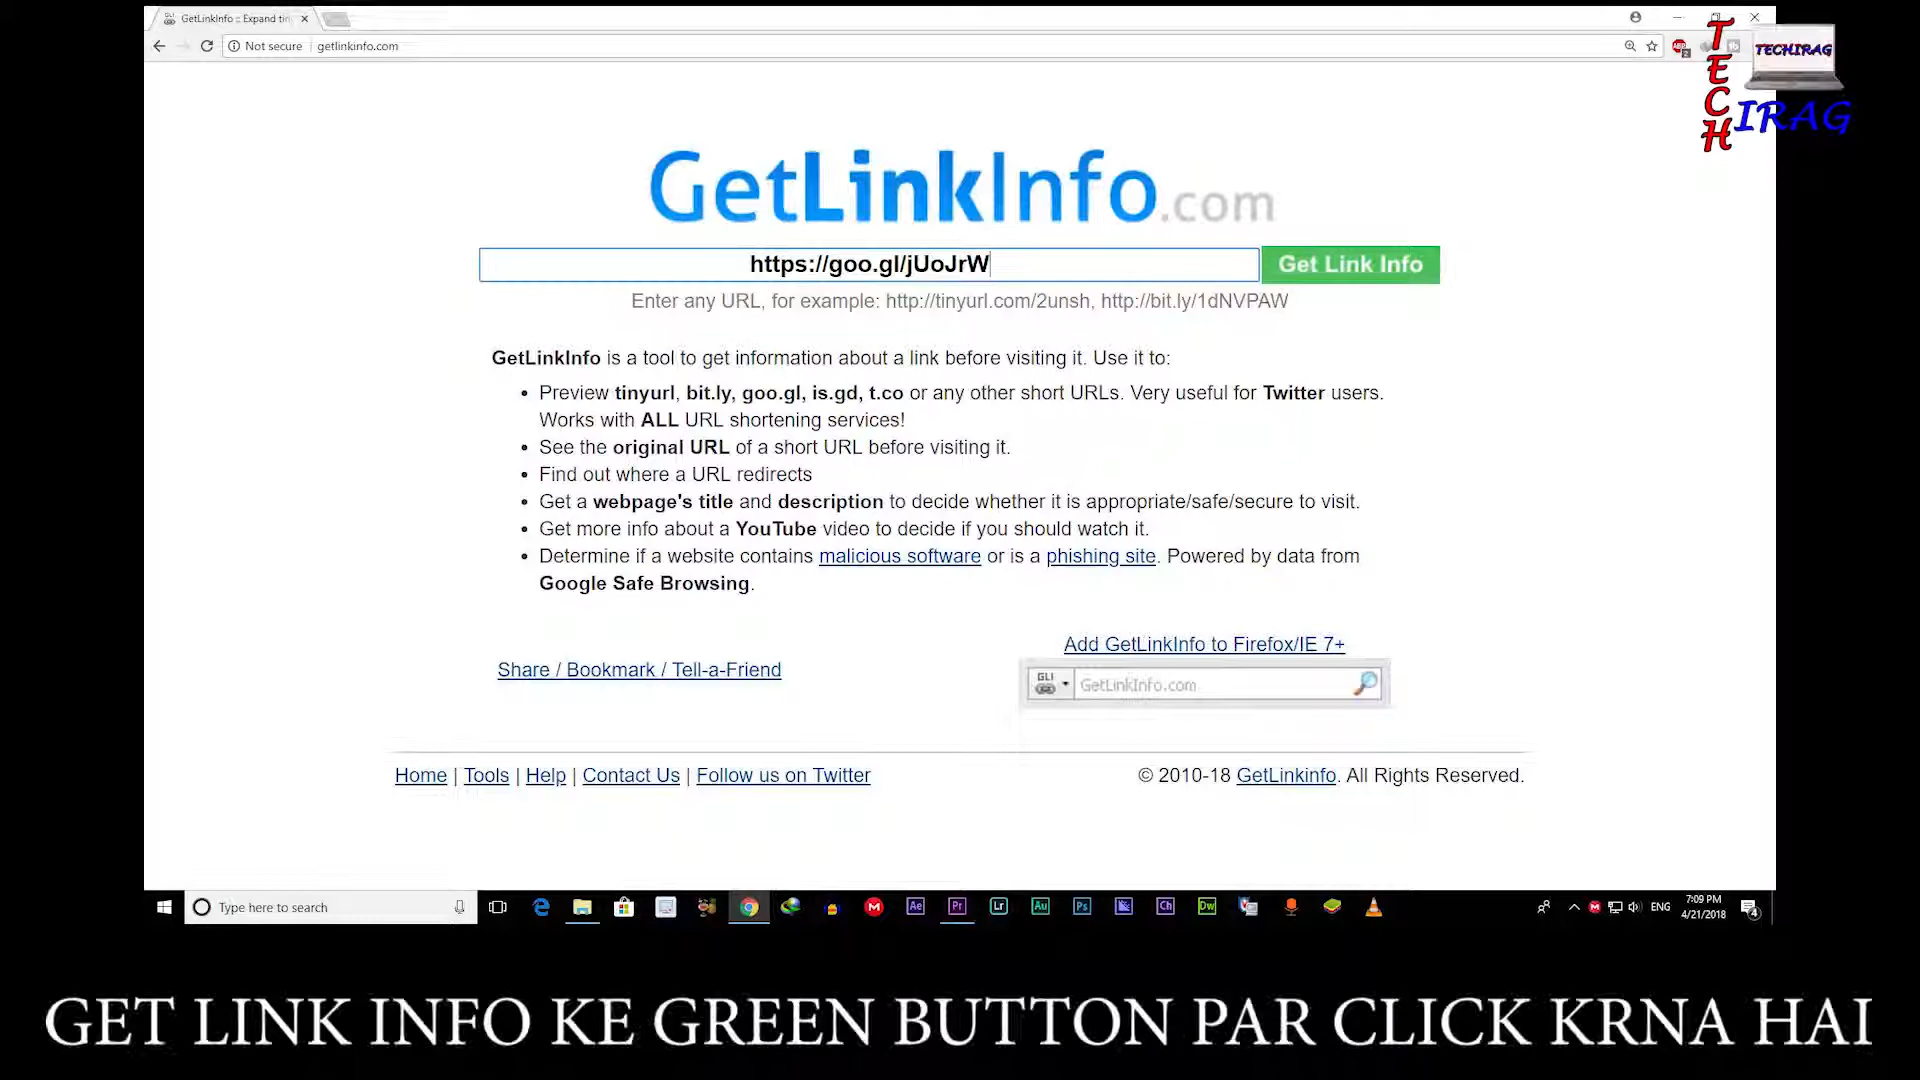 GetLinkInfo :: Expand tin
Not secure
getlinkinfo.com
TECH
TECHIRAG
IRAG
GetLinkInfo.com
https://goo.gl/jUoJrW
Get Link Info
Enter any URL, for example: http://tinyurl.com/2unsh, http://bit.ly/1dNVPAW
GetLinkInfo is a tool to get information about a link before visiting it. Use it to:
Preview tinyurl, bit.ly, goo.gl, is.gd, t.co or any other short URLs. Very useful for Twitter users.
Works with ALL URL shortening services!
See the original URL of a short URL before visiting it.
Find out where a URL redirects
Get a webpage's title and description to decide whether it is appropriate/safe/secure to visit.
Get more info about a YouTube video to decide if you should watch it.
Determine if a website contains malicious software or is a phishing site. Powered by data from
Google Safe Browsing.
Add GetLinkInfo to Firefox/IE 7+
Share / Bookmark / Tell-a-Friend
GLI
GetLinkInfo.com
Home | Tools | Help | Contact Us | Follow us on Twitter
© 2010-18 GetLinkinfo. All Rights Reserved.
Type here to search
Ae
Pr
Lr
Au
Ps
Ch
Dw
ENG
7:09 PM
4/21/2018
4
GET LINK INFO KE GREEN BUTTON PAR CLICK KRNA HAI